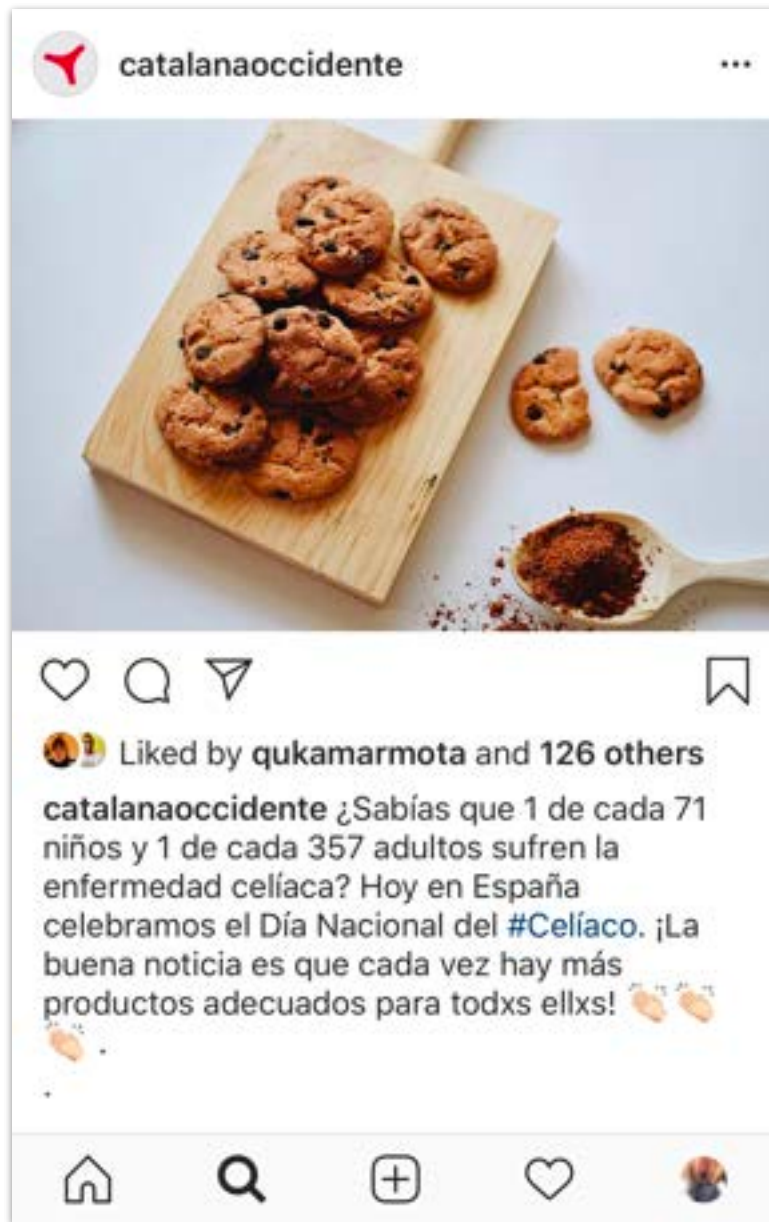 catalanaoccidente
Liked by qukamarmota and 126 others
catalanaoccidente ¿Sabías que 1 de cada 71
niños y 1 de cada 357 adultos sufren la
enfermedad celíaca? Hoy en España
celebramos el Día Nacional del #Celíaco. ¡La
buena noticia es que cada vez hay más
productos adecuados para todxs ellxs! 👏🏻 👏🏻
👏🏻 .
.